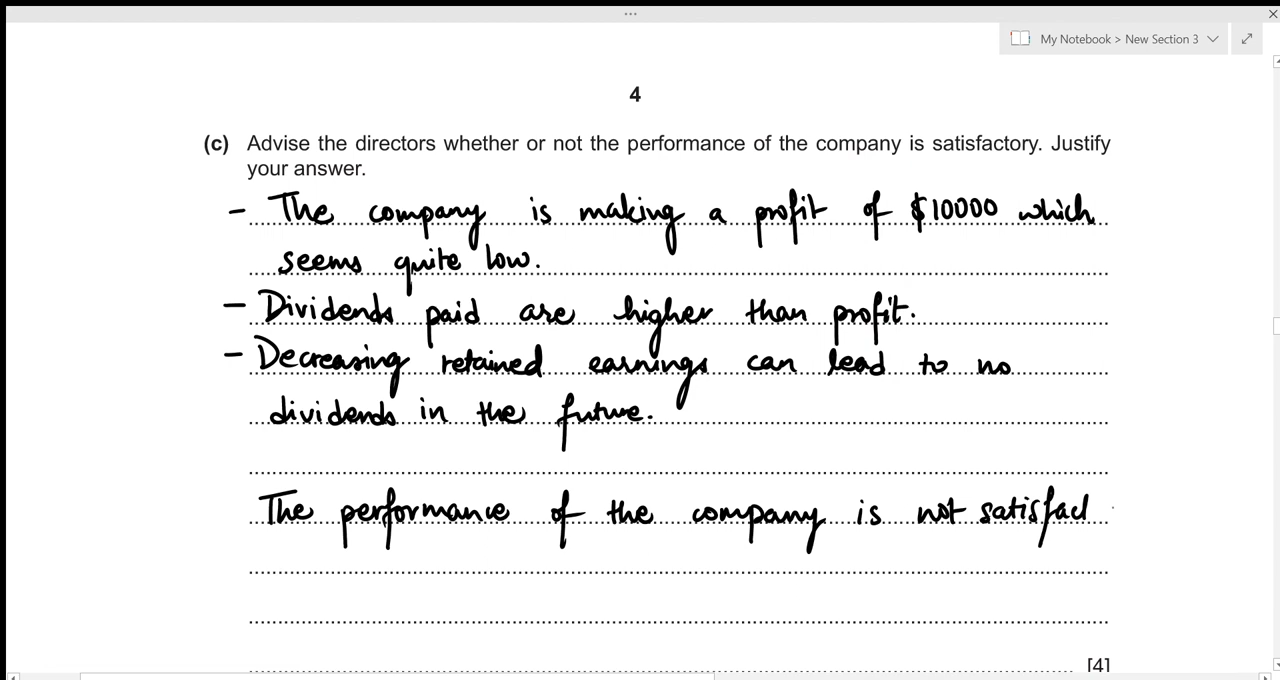 My Notebook > New Section 3
4
(c) Advise the directors whether or not the performance of the company is satisfactory. Justify
your answer.
- The company is making a profit of $10000 which
seems quite low.
- Dividends paid are higher than profit.
- Decreasing retained earnings can lead to no
dividends in the future.
The performance of the company is not satisfact
[4]